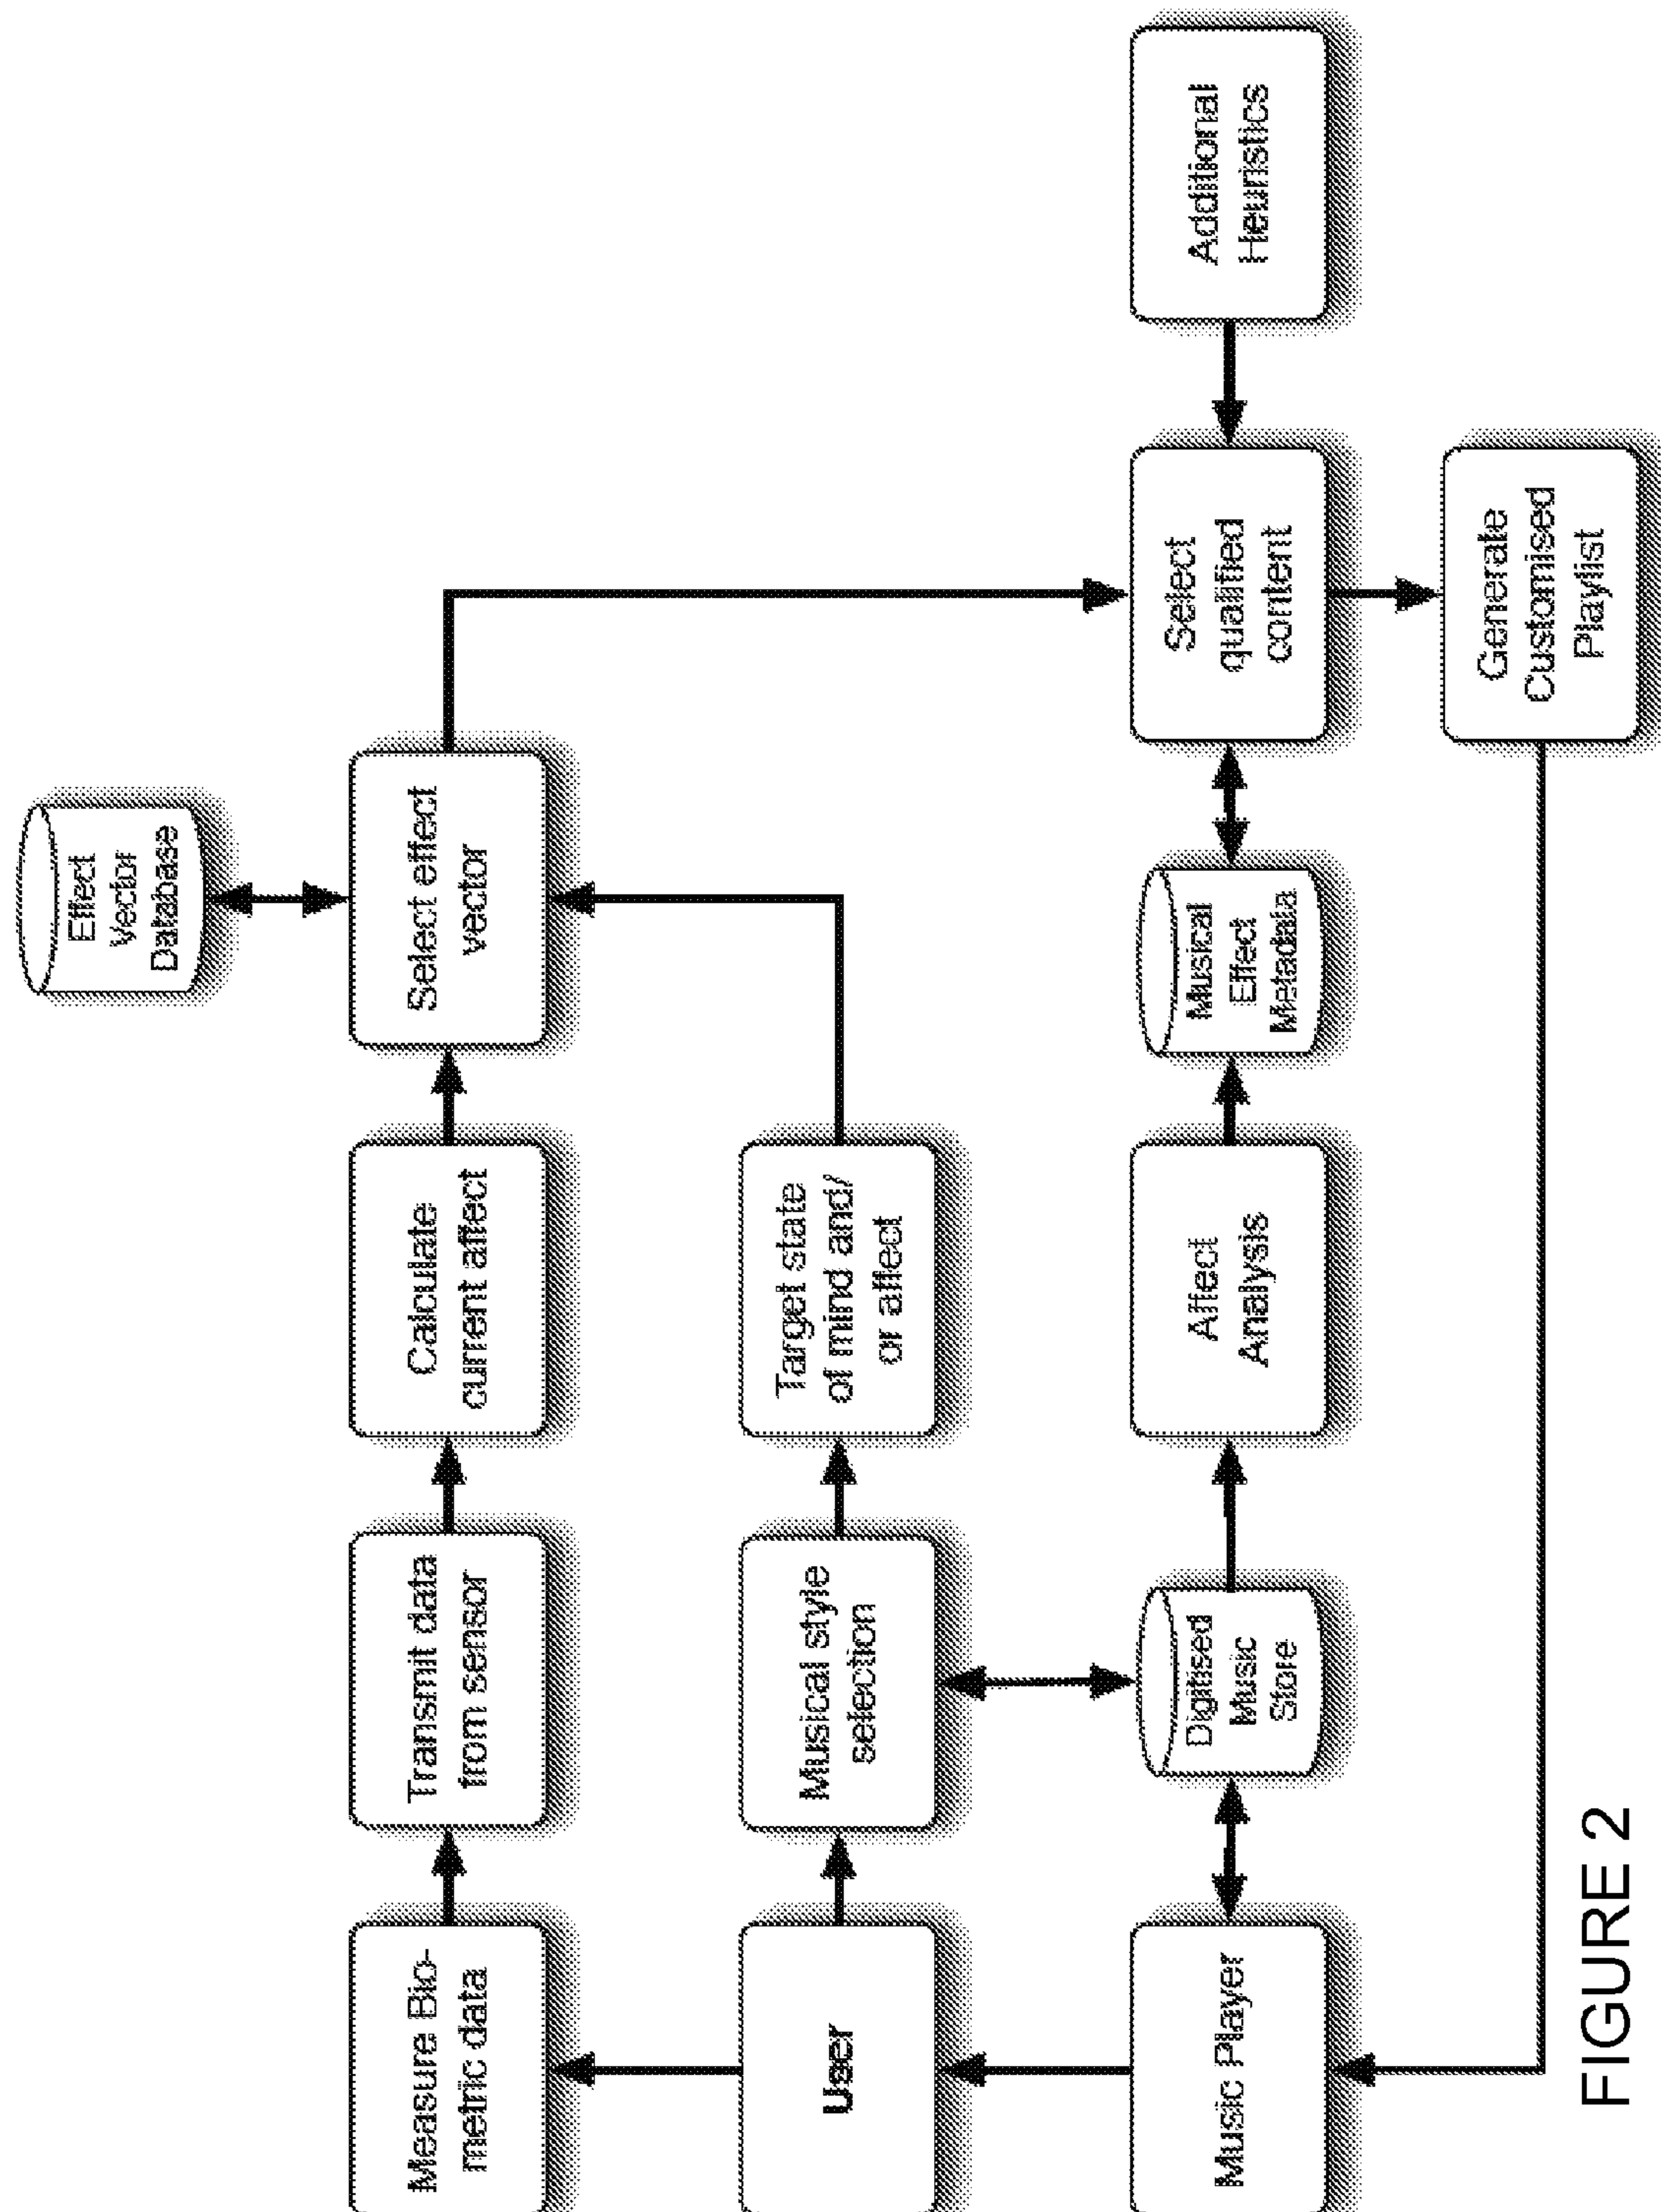 Effect
Vector
Database
Measure Bio-
metric data
Transmit data
from sensor
Calculate
current affect
Select effect
vector
User
Musical style
selection
Target state
of mind and/
or affect
Music Player
Digitised
Music
Store
Affect
Analysis
Musical
Effect
Metadata
Select
qualified
content
Additional
Heuristics
Generate
Customised
Playlist
FIGURE 2